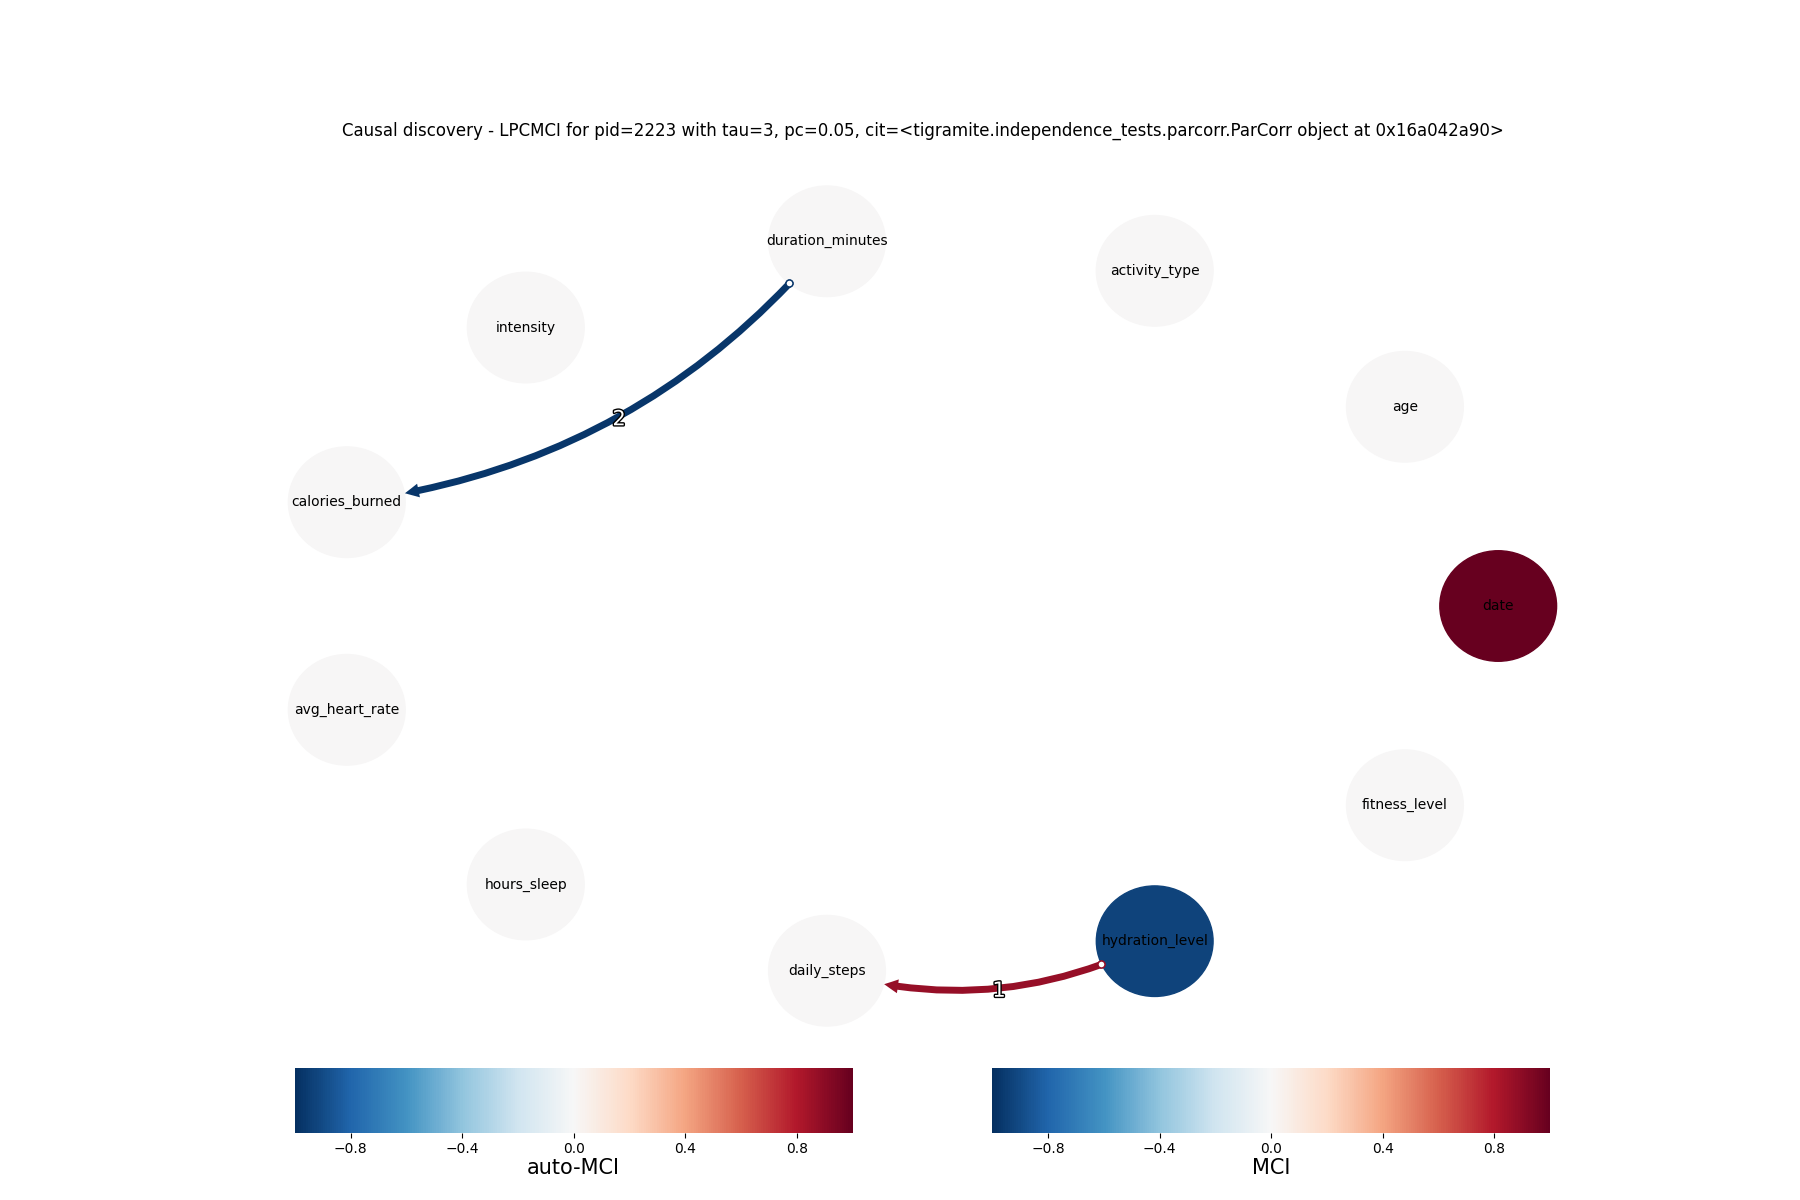 Causal discovery - LPCMCI for pid=2223 with tau=3, pc=0.05, cit=<tigramite.independence_tests.parcorr.ParCorr object at 0x16a042a90>
duration_minutes
activity_type
intensity
age
2
calories_burned
date
avg_heart_rate
fitness_level
hours_sleep
hydration_level
daily_steps
1
−0.8 −0.4 0.0 0.4 0.8
auto-MCI
−0.8 −0.4 0.0 0.4 0.8
MCI